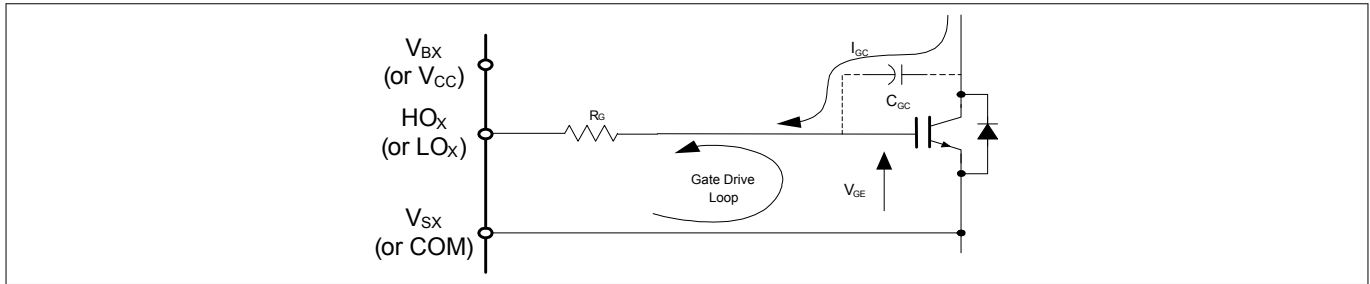 V_BX
(or V_CC)
HO_X
(or LO_X)
V_SX
(or COM)
R_G
Gate Drive
Loop
I_GC
C_GC
V_GE